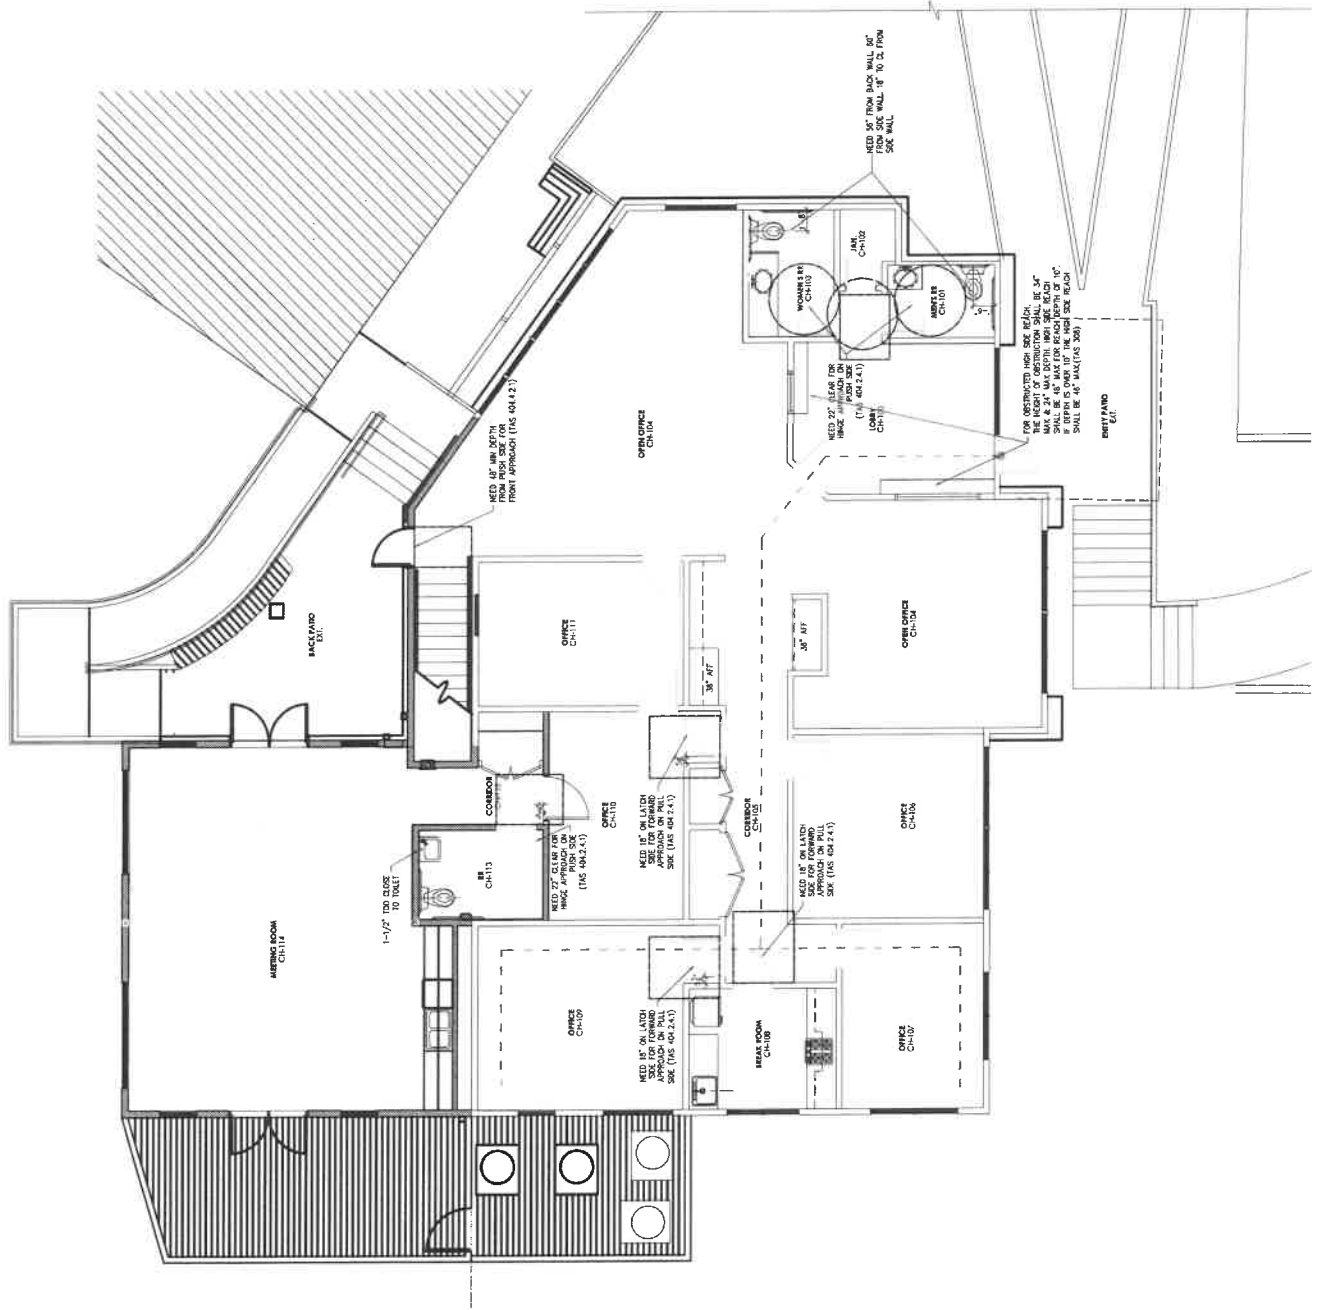 NEED 56" FROM BACK WALL, 60"
FROM SIDE WALL, 18" TO CL FROM
SIDE WALL
JAN.
CH-102
WOMEN'S RR
CH-103
MEN'S RR
CH-101
FOR OBSTRUCTED HIGH SIDE REACH.
THE HEIGHT OF OBSTRUCTION SHALL BE 34"
MAX & 24" MAX DEPTH. HIGH SIDE REACH
SHALL BE 48" MAX FOR REACH DEPTH OF 10".
IF DEPTH IS OVER 10" THE HIGH SIDE REACH
SHALL BE 46" MAX(TAS 308)
ENTRY PATIO
EXT.
NEED 22" CLEAR FOR
HINGE APPROACH ON
PUSH SIDE
(TAS 404.2.4.1)
LOBBY
OPEN OFFICE
CH-104
NEED 48" MIN DEPTH
FROM PUSH SIDE FOR
FRONT APPROACH (TAS 404.4.2.1)
BACK PATIO
EXT.
OFFICE
CH-111
38" AFF
38" AFF
OPEN OFFICE
CH-104
CORRIDOR
OFFICE
CH-110
NEED 18" ON LATCH
SIDE FOR FORWARD
APPROACH ON PULL
SIDE (TAS 404.2.4.1)
CORRIDOR
CH-105
OFFICE
CH-106
NEED 18" ON LATCH
SIDE FOR FORWARD
APPROACH ON PULL
SIDE (TAS 404.2.4.1)
RR
CH-113
NEED 22" CLEAR FOR
HINGE APPROACH ON
PUSH SIDE
(TAS 404.2.4.1)
1-1/2" TOO CLOSE
TO TOILET
MEETING ROOM
CH-114
OFFICE
CH-109
NEED 18" ON LATCH
SIDE FOR FORWARD
APPROACH ON PULL
SIDE (TAS 404.2.4.1)
BREAK ROOM
CH-108
OFFICE
CH-107